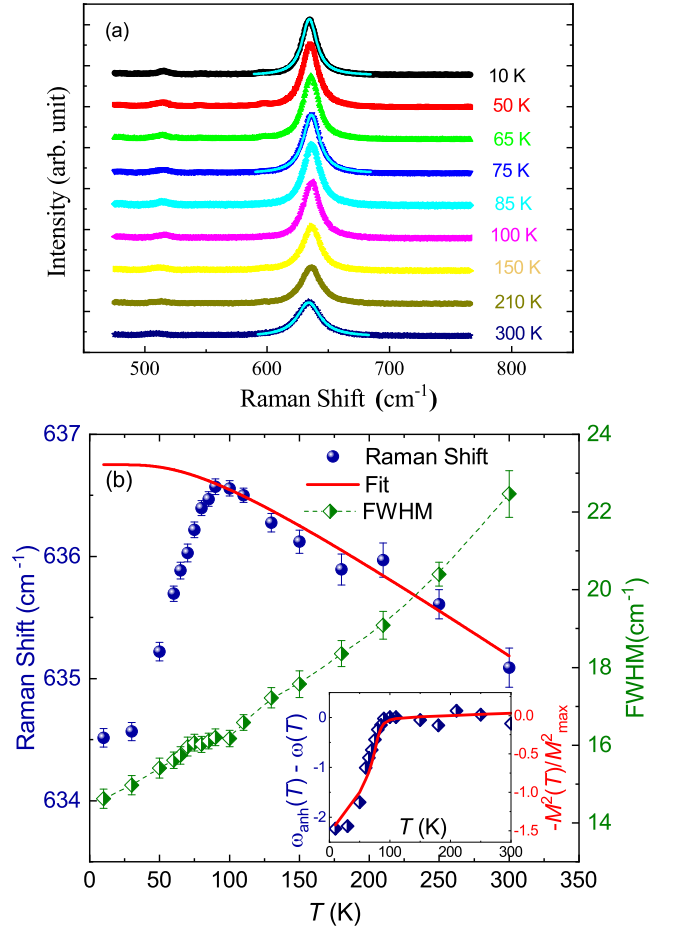 (a)
Intensity (arb. unit)
10 K
50 K
65 K
75 K
85 K
100 K
150 K
210 K
300 K
500 600 700 800
Raman Shift (cm⁻¹)
(b)
Raman Shift
Fit
FWHM
637
636
635
634
Raman Shift (cm⁻¹)
24
22
20
18
16
14
FWHM(cm⁻¹)
0
-1
-2
ω_anh(T) - ω(T)
0.0
-0.5
-1.0
-1.5
-M²(T)/M²_max
T (K)
0 100 200 300
0 50 100 150 200 250 300 350
T (K)